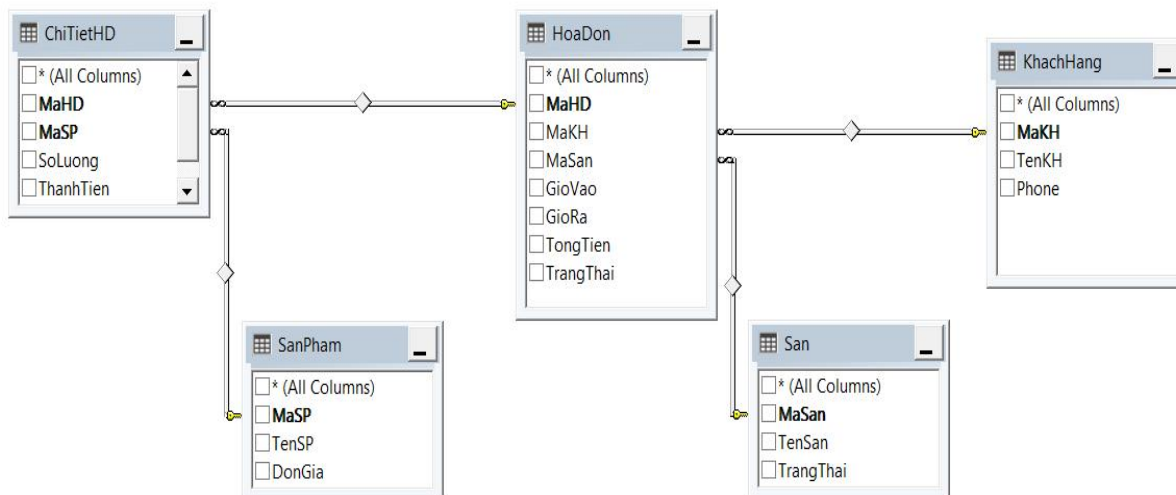 ChiTietHD
* (All Columns)
MaHD
MaSP
SoLuong
ThanhTien
HoaDon
* (All Columns)
MaHD
MaKH
MaSan
GioVao
GioRa
TongTien
TrangThai
KhachHang
* (All Columns)
MaKH
TenKH
Phone
SanPham
* (All Columns)
MaSP
TenSP
DonGia
San
* (All Columns)
MaSan
TenSan
TrangThai